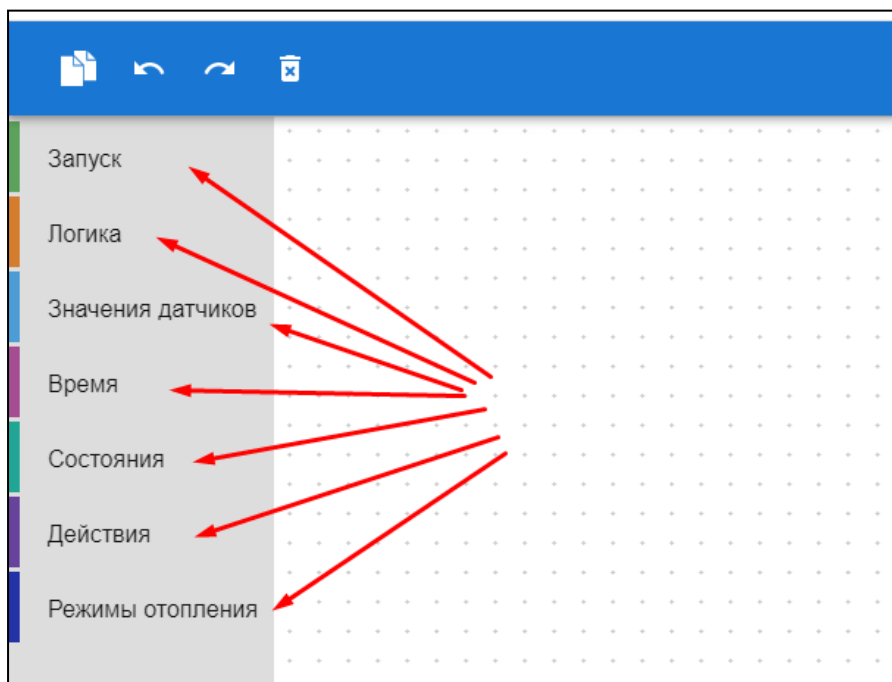 Запуск
Логика
Значения датчиков
Время
Состояния
Действия
Режимы отопления